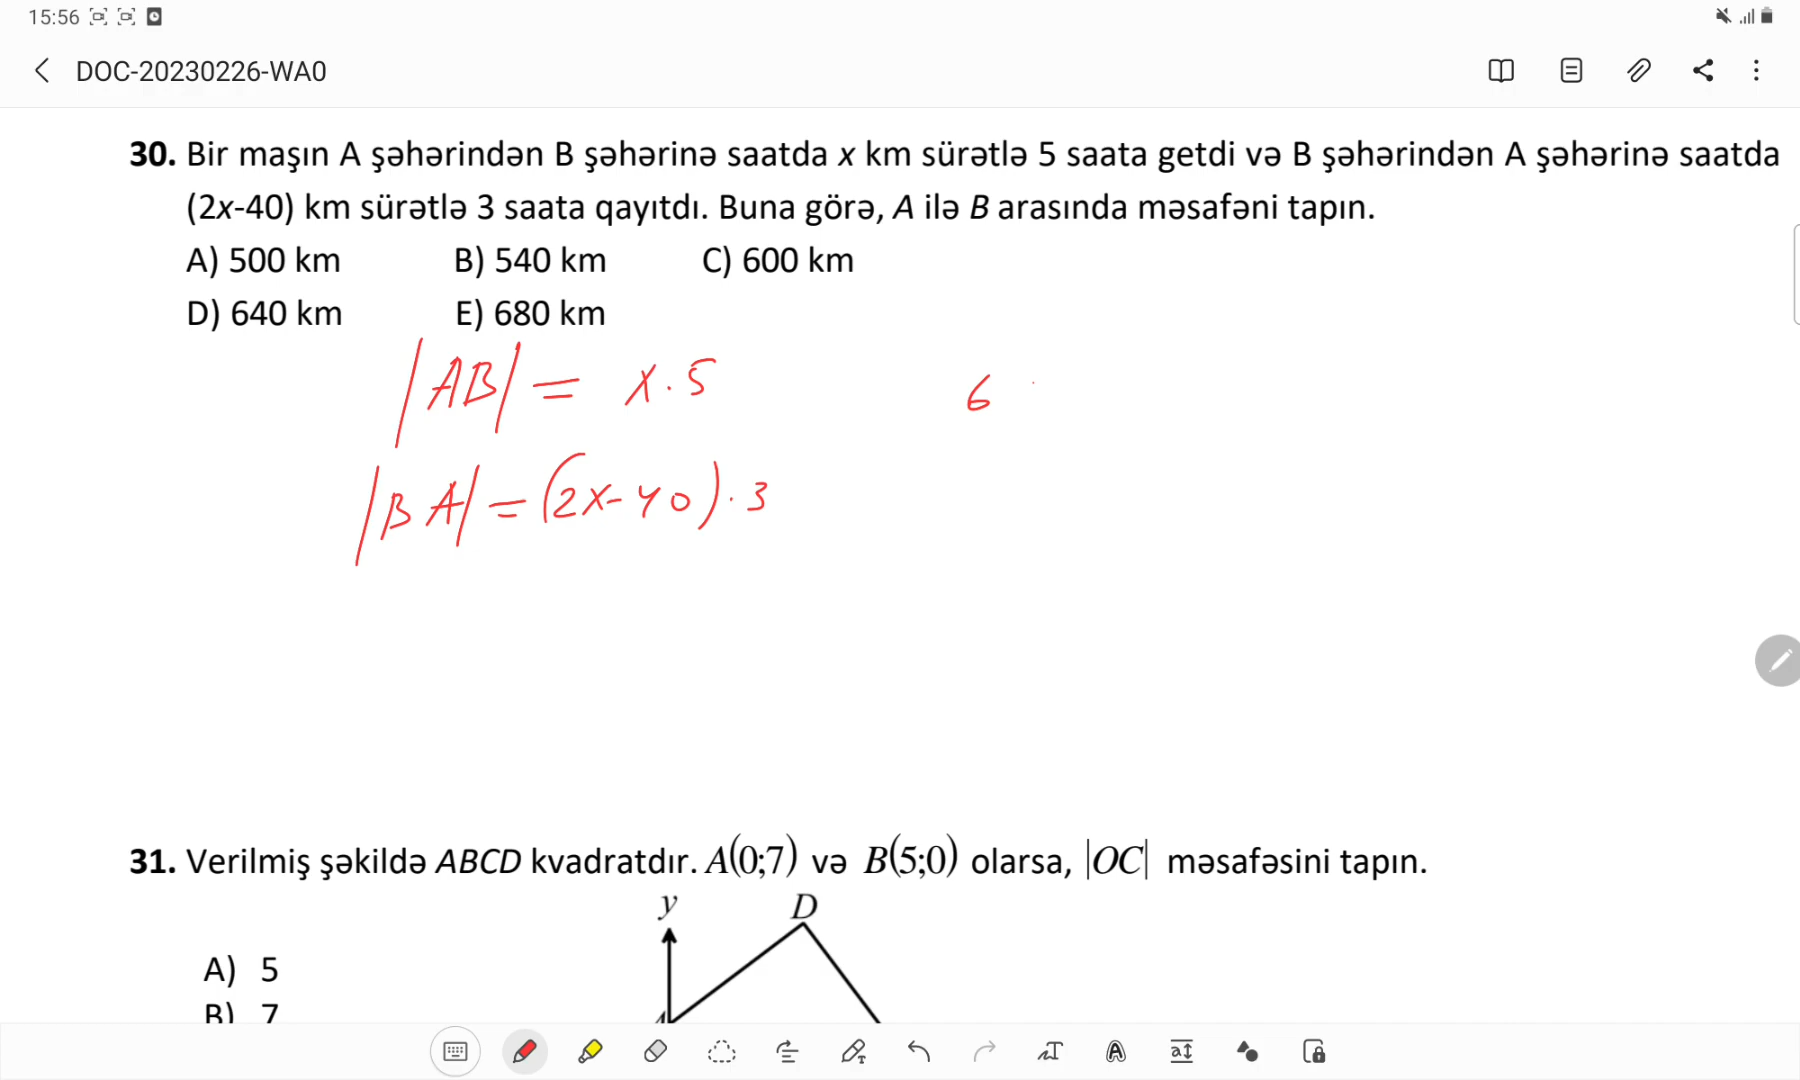 15:56
DOC-20230226-WA0
30. Bir maşın A şəhərindən B şəhərinə saatda x km sürətlə 5 saata getdi və B şəhərindən A şəhərinə saatda
(2x-40) km sürətlə 3 saata qayıtdı. Buna görə, A ilə B arasında məsafəni tapın.
A) 500 km B) 540 km C) 600 km
D) 640 km E) 680 km
|AB| = x · 5 6
|BA| = (2x-40) · 3
31. Verilmiş şəkildə ABCD kvadratdır. A(0;7) və B(5;0) olarsa, |OC| məsafəsini tapın.
y D
A) 5
B) 7
A